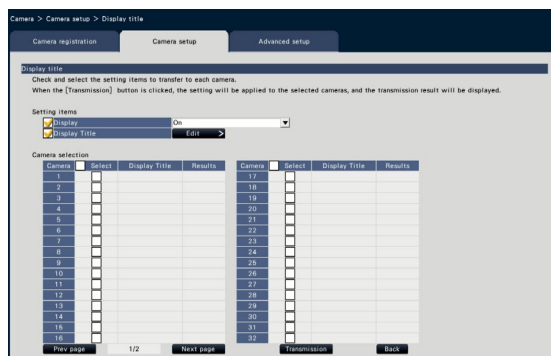 Camera > Camera setup > Display title
Camera registration
Camera setup
Advanced setup
Display title
Check and select the setting items to transfer to each camera.
When the [Transmission] button is clicked, the setting will be applied to the selected cameras, and the transmission result will be displayed.
Setting items
Display On
Display Title Edit >
Camera selection
Camera Select Display Title Results Camera Select Display Title Results
1 17
2 18
3 19
4 20
5 21
6 22
7 23
8 24
9 25
10 26
11 27
12 28
13 29
14 30
15 31
16 32
Prev page 1/2 Next page Transmission Back